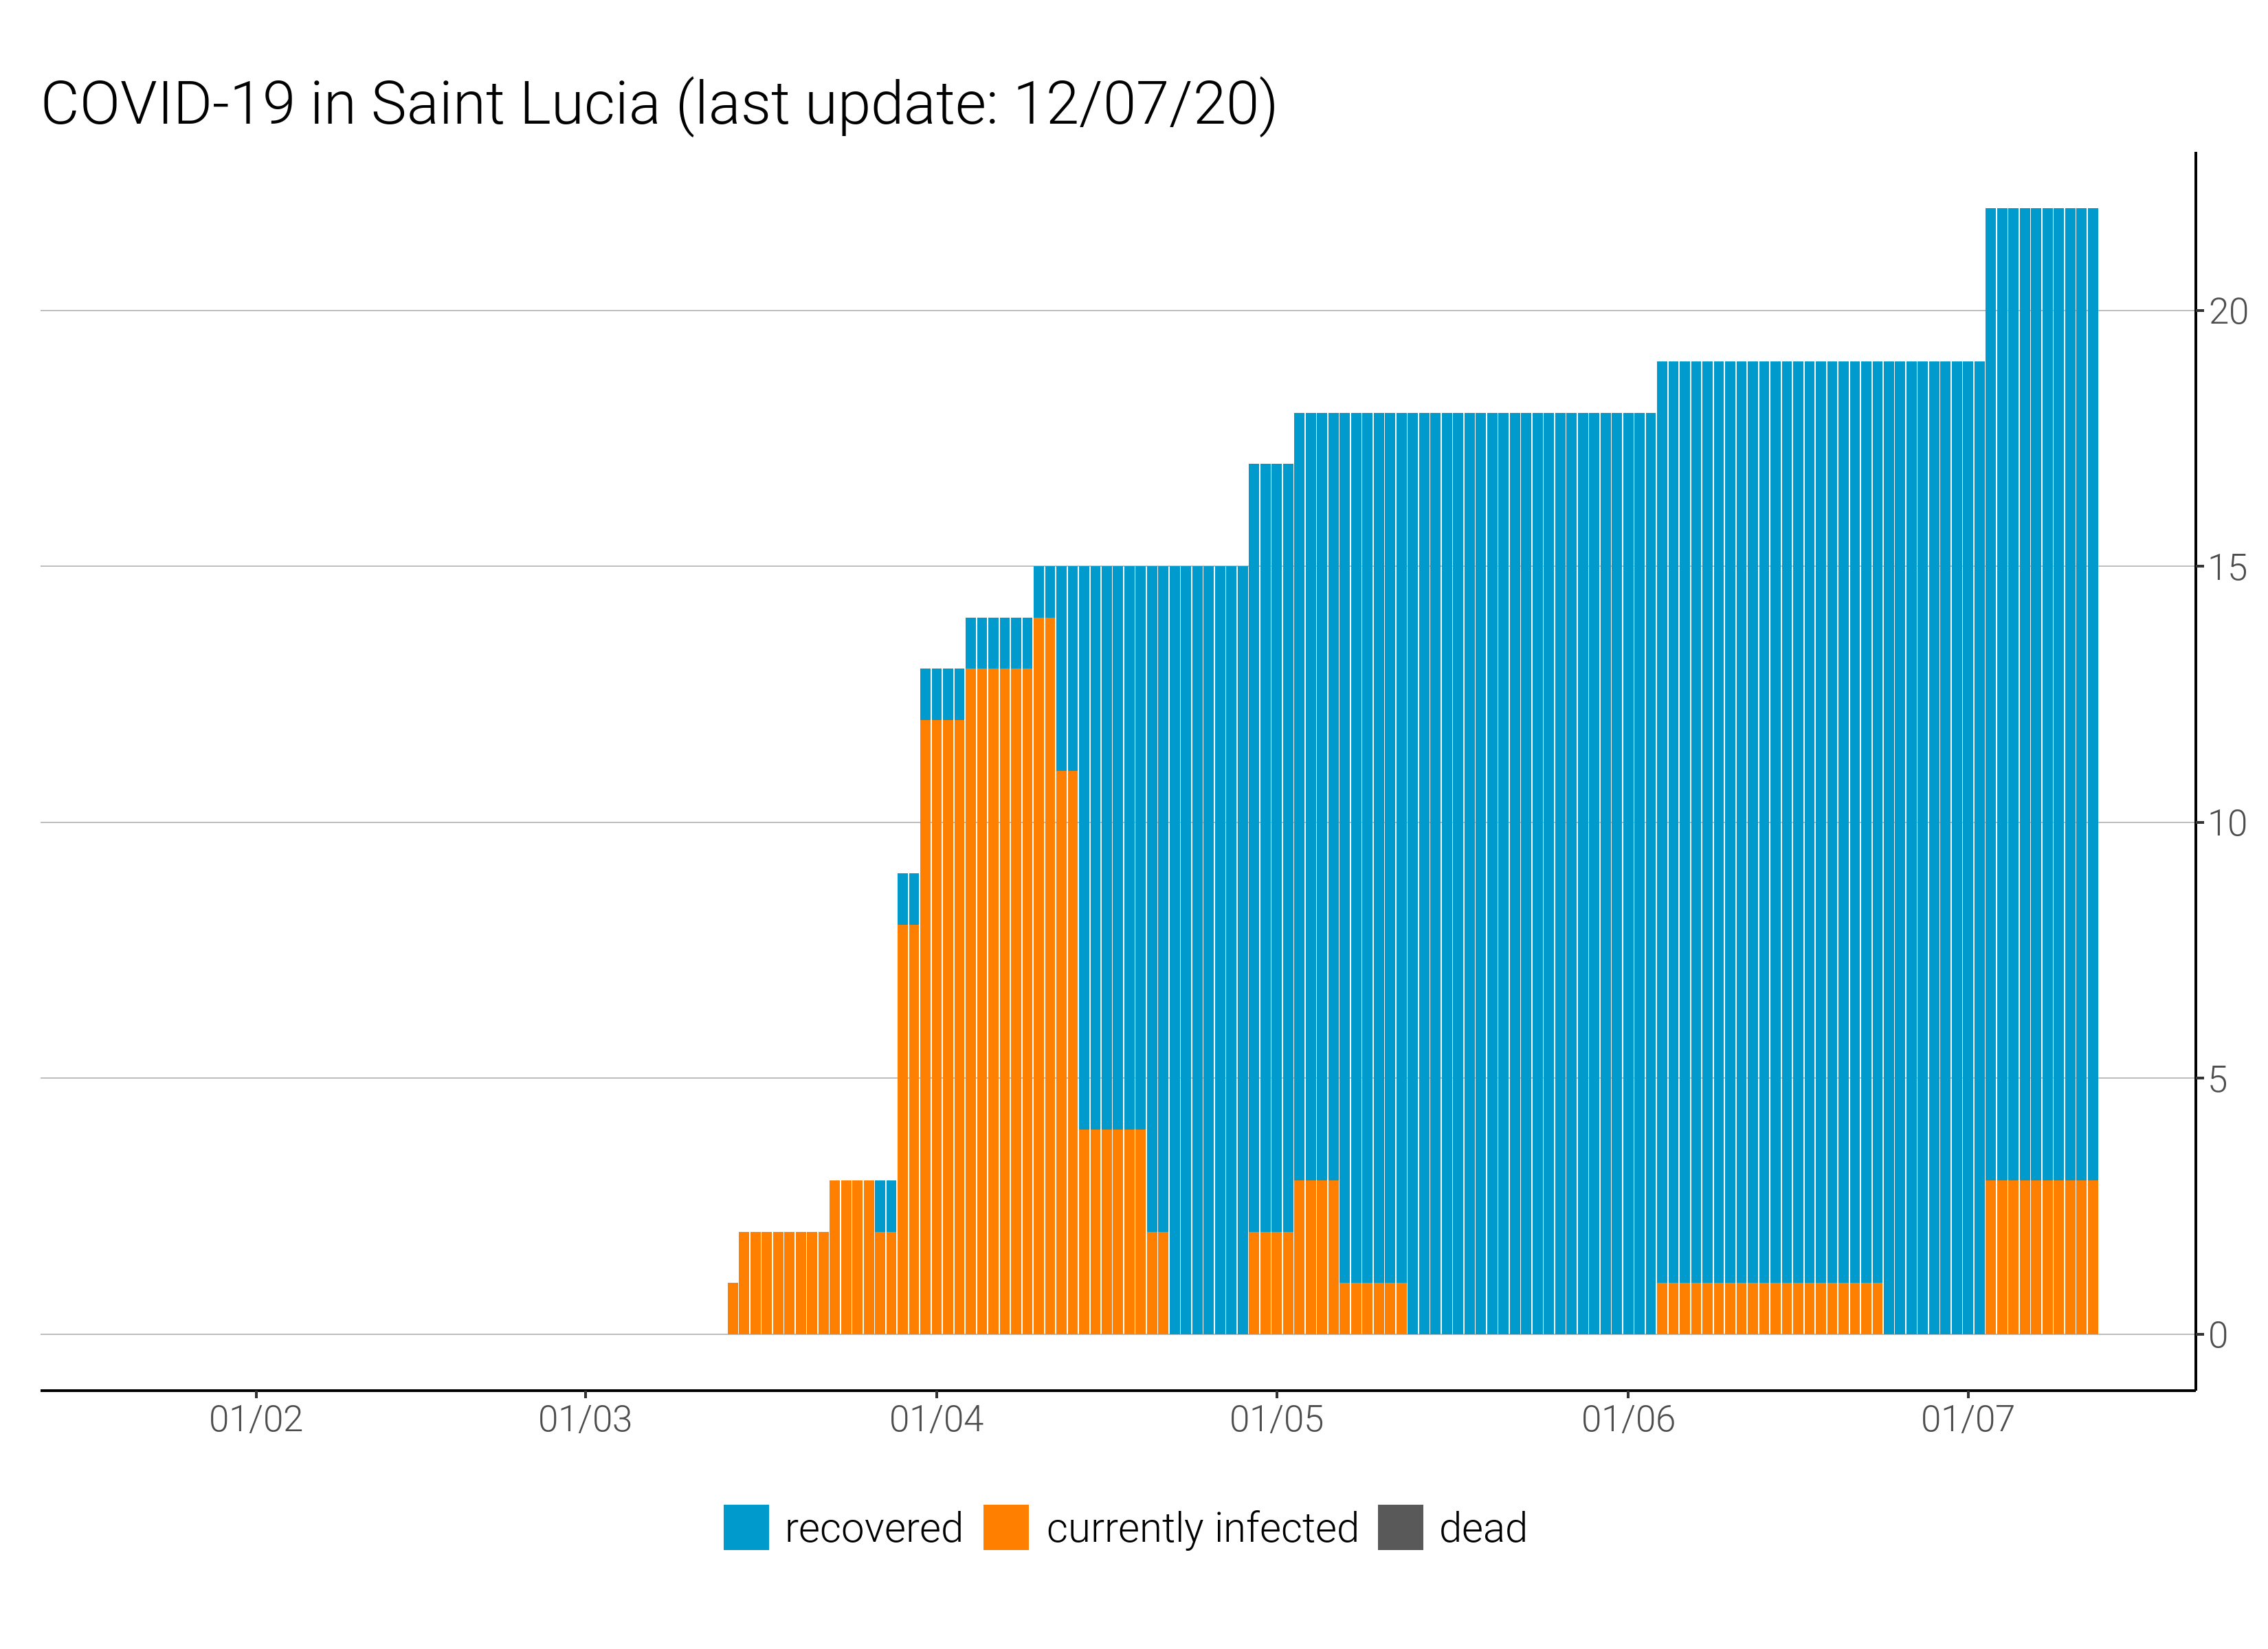 COVID-19 in Saint Lucia (last update: 12/07/20)
20
15
10
5
0
01/02 01/03 01/04 01/05 01/06 01/07
recovered currently infected dead